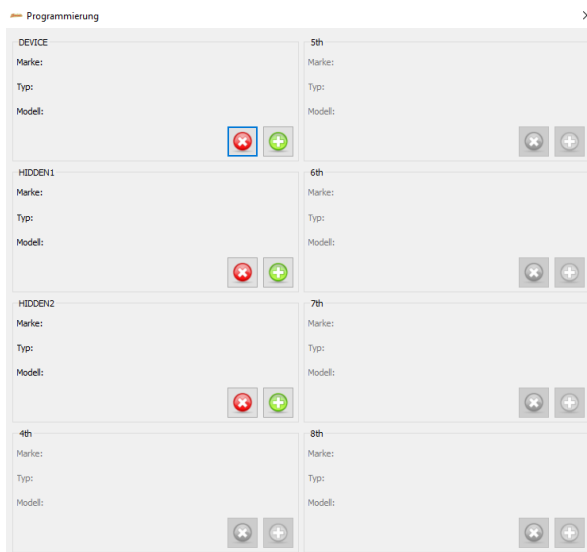 Programmierung
DEVICE
Marke:
Typ:
Modell:
HIDDEN1
Marke:
Typ:
Modell:
HIDDEN2
Marke:
Typ:
Modell:
4th
Marke:
Typ:
Modell:
5th
Marke:
Typ:
Modell:
6th
Marke:
Typ:
Modell:
7th
Marke:
Typ:
Modell:
8th
Marke:
Typ:
Modell: